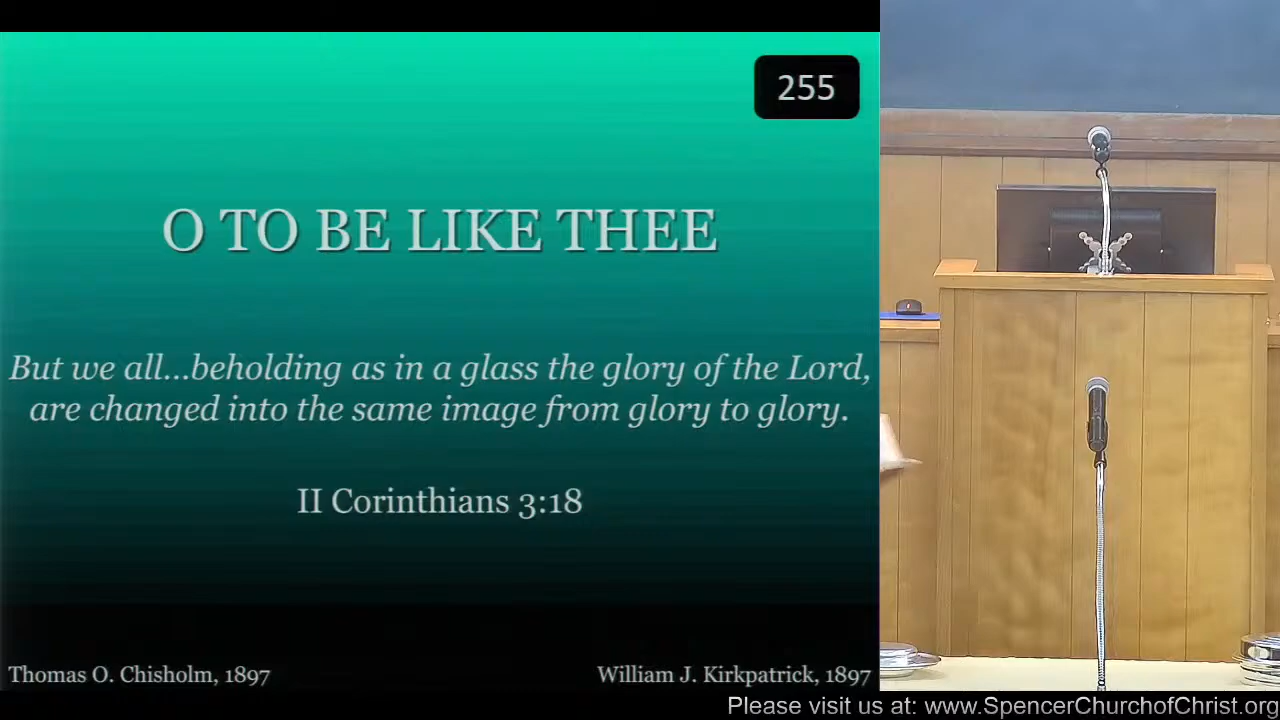 255
O TO BE LIKE THEE
But we all...beholding as in a glass the glory of the Lord,
are changed into the same image from glory to glory.
II Corinthians 3:18
Thomas O. Chisholm, 1897
William J. Kirkpatrick, 1897
Please visit us at: www.SpencerChurchofChrist.org